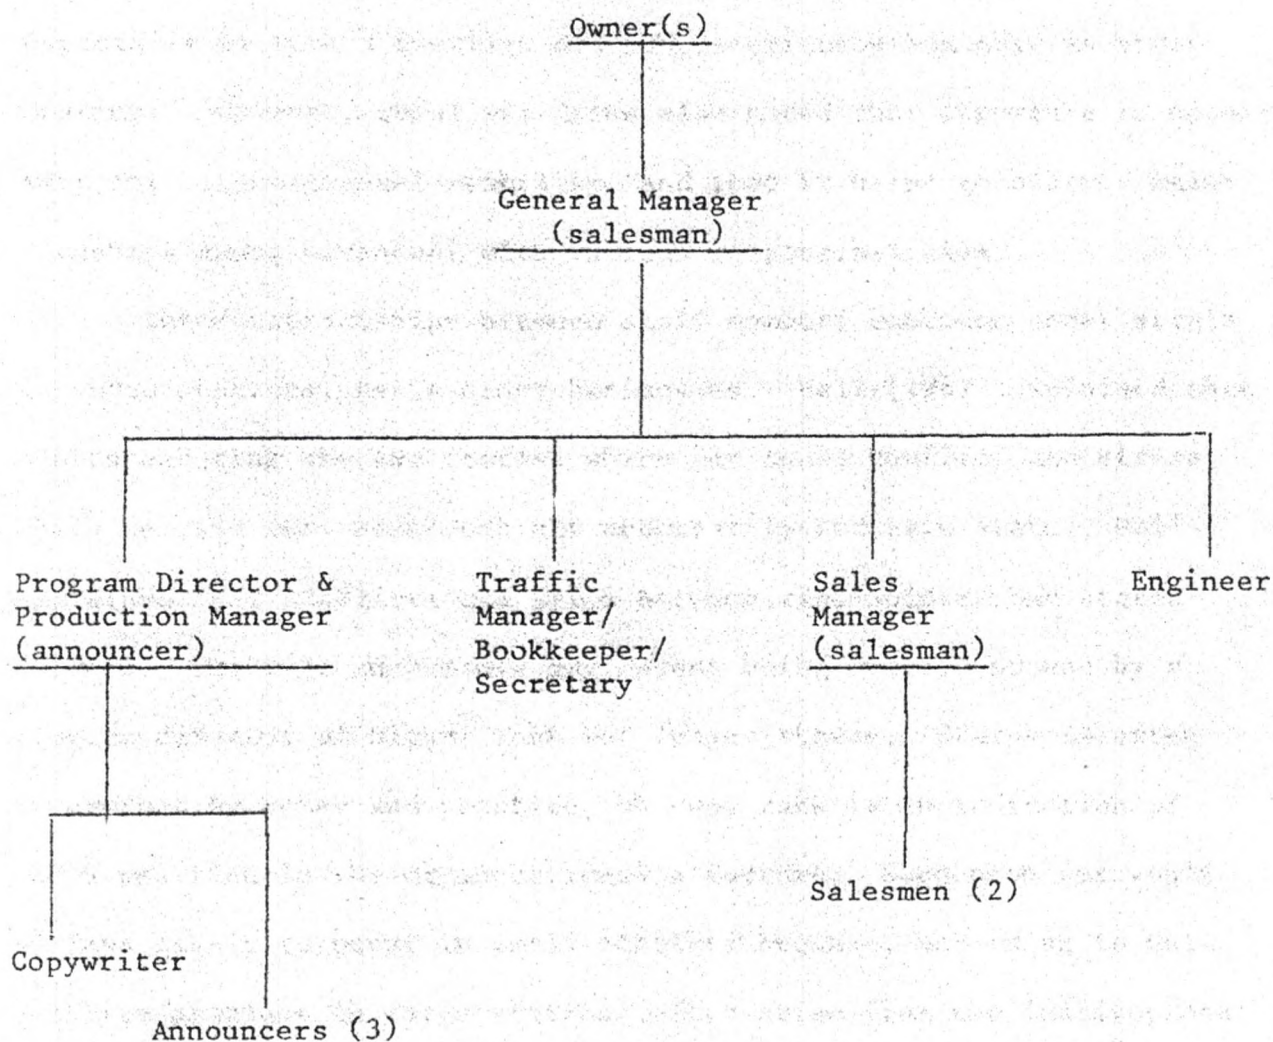 Owner(s)
General Manager
(salesman)
Program Director &
Production Manager
(announcer)
Traffic
Manager/
Bookkeeper/
Secretary
Sales
Manager
(salesman)
Engineer
Copywriter
Announcers (3)
Salesmen (2)